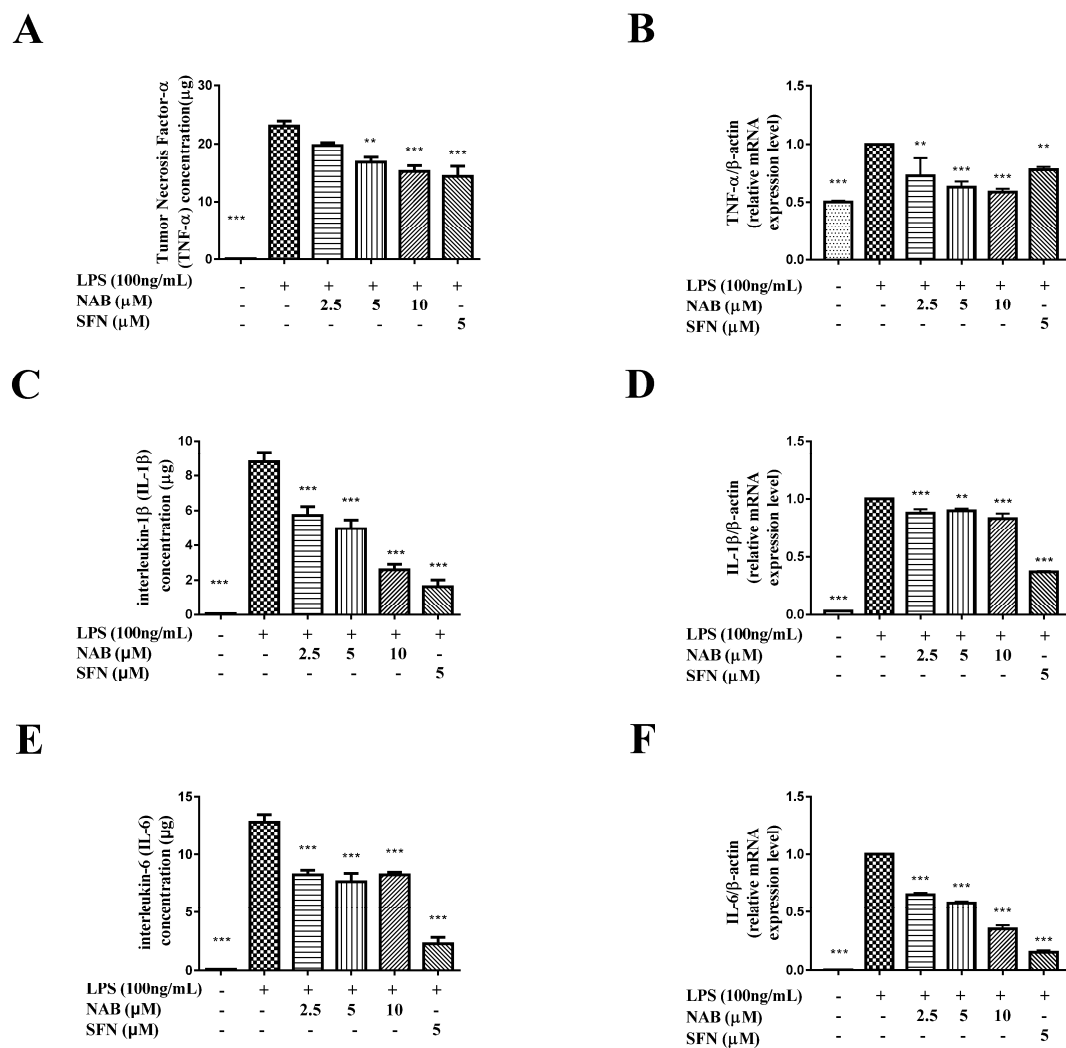 A
Tumor Necrosis Factor-α
(TNF-α) concentration(μg)
30
20
10
0
***
**
***
***
LPS (100ng/mL) - + + + + +
NAB (μM) - - 2.5 5 10 -
SFN (μM) - - - - - 5
B
TNF-α/β-actin
(relative mRNA
expression level)
1.5
1.0
0.5
0.0
***
**
***
***
**
LPS (100ng/mL) - + + + + +
NAB (μM) - - 2.5 5 10 -
SFN (μM) - - - - - 5
C
interleukin-1β (IL-1β)
concentration (μg)
10
8
6
4
2
0
***
***
***
***
***
LPS (100ng/mL) - + + + + +
NAB (μM) - - 2.5 5 10 -
SFN (μM) - - - - - 5
D
IL-1β/β-actin
(relative mRNA
expression level)
1.5
1.0
0.5
0.0
***
***
**
***
***
LPS (100ng/mL) - + + + + +
NAB (μM) - - 2.5 5 10 -
SFN (μM) - - - - - 5
E
interleukin-6 (IL-6)
concentration (μg)
15
10
5
0
***
***
***
***
***
LPS (100ng/mL) - + + + + +
NAB (μM) - - 2.5 5 10 -
SFN (μM) - - - - - 5
F
IL-6/β-actin
(relative mRNA
expression level)
1.5
1.0
0.5
0.0
***
***
***
***
***
LPS (100ng/mL) - + + + + +
NAB (μM) - - 2.5 5 10 -
SFN (μM) - - - - - 5